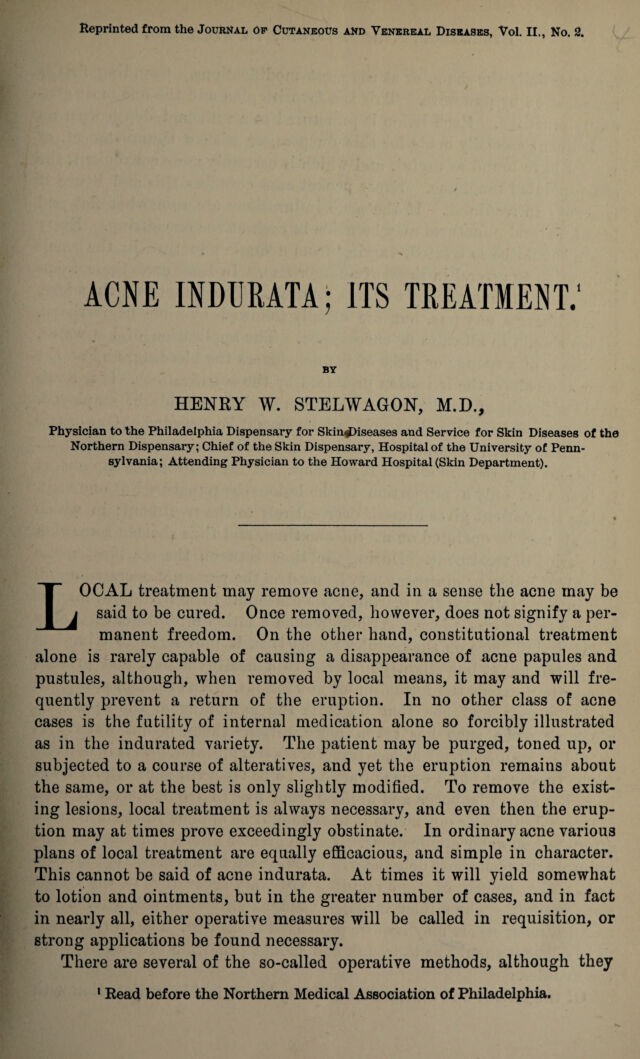 Reprinted from the Journal of Cutaneous and Venereal Diseases, Vol. II., No. 2.
ACNE INDURATA; ITS TREATMENT.¹
BY
HENRY W. STELWAGON, M.D.,
Physician to the Philadelphia Dispensary for Skin Diseases and Service for Skin Diseases of the
Northern Dispensary; Chief of the Skin Dispensary, Hospital of the University of Penn-
sylvania; Attending Physician to the Howard Hospital (Skin Department).
LOCAL treatment may remove acne, and in a sense the acne may be
said to be cured. Once removed, however, does not signify a per-
manent freedom. On the other hand, constitutional treatment
alone is rarely capable of causing a disappearance of acne papules and
pustules, although, when removed by local means, it may and will fre-
quently prevent a return of the eruption. In no other class of acne
cases is the futility of internal medication alone so forcibly illustrated
as in the indurated variety. The patient may be purged, toned up, or
subjected to a course of alteratives, and yet the eruption remains about
the same, or at the best is only slightly modified. To remove the exist-
ing lesions, local treatment is always necessary, and even then the erup-
tion may at times prove exceedingly obstinate. In ordinary acne various
plans of local treatment are equally efficacious, and simple in character.
This cannot be said of acne indurata. At times it will yield somewhat
to lotion and ointments, but in the greater number of cases, and in fact
in nearly all, either operative measures will be called in requisition, or
strong applications be found necessary.
There are several of the so-called operative methods, although they
¹ Read before the Northern Medical Association of Philadelphia.